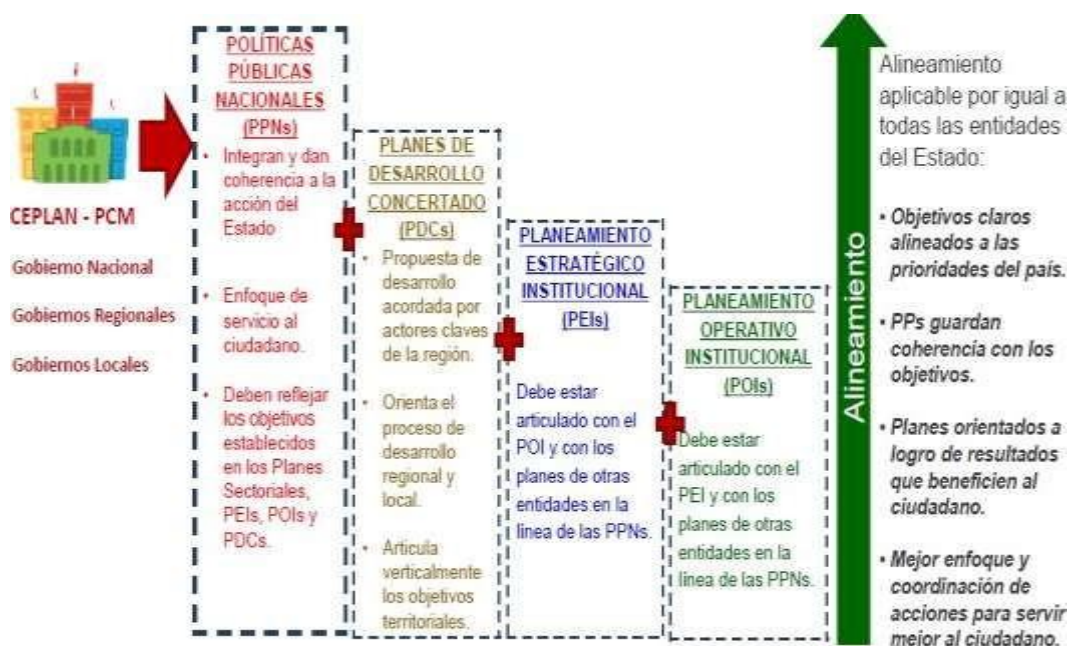 CEPLAN - PCM
Gobierno Nacional
Gobiernos Regionales
Gobiernos Locales
POLÍTICAS
PÚBLICAS
NACIONALES
(PPNs)
• Integran y dan
coherencia a la
acción del
Estado
• Enfoque de
servicio al
ciudadano.
• Deben reflejar
los objetivos
establecidos
en los Planes
Sectoriales,
PEIs, POIs y
PDCs.
PLANES DE
DESARROLLO
CONCERTADO
(PDCs)
• Propuesta de
desarrollo
acordada por
actores claves
de la región.
• Orienta el
proceso de
desarrollo
regional y
local.
• Articula
verticalmente
los objetivos
territoriales.
PLANEAMIENTO
ESTRATÉGICO
INSTITUCIONAL
(PEIs)
Debe estar
articulado con el
POI y con los
planes de otras
entidades en la
línea de las PPNs.
PLANEAMIENTO
OPERATIVO
INSTITUCIONAL
(POIs)
Debe estar
articulado con el
PEI y con los
planes de otras
entidades en la
línea de las PPNs.
Alineamiento
Alineamiento
aplicable por igual a
todas las entidades
del Estado:
• Objetivos claros
alineados a las
prioridades del país.
• PPs guardan
coherencia con los
objetivos.
• Planes orientados a
logro de resultados
que beneficien al
ciudadano.
• Mejor enfoque y
coordinación de
acciones para servir
mejor al ciudadano.